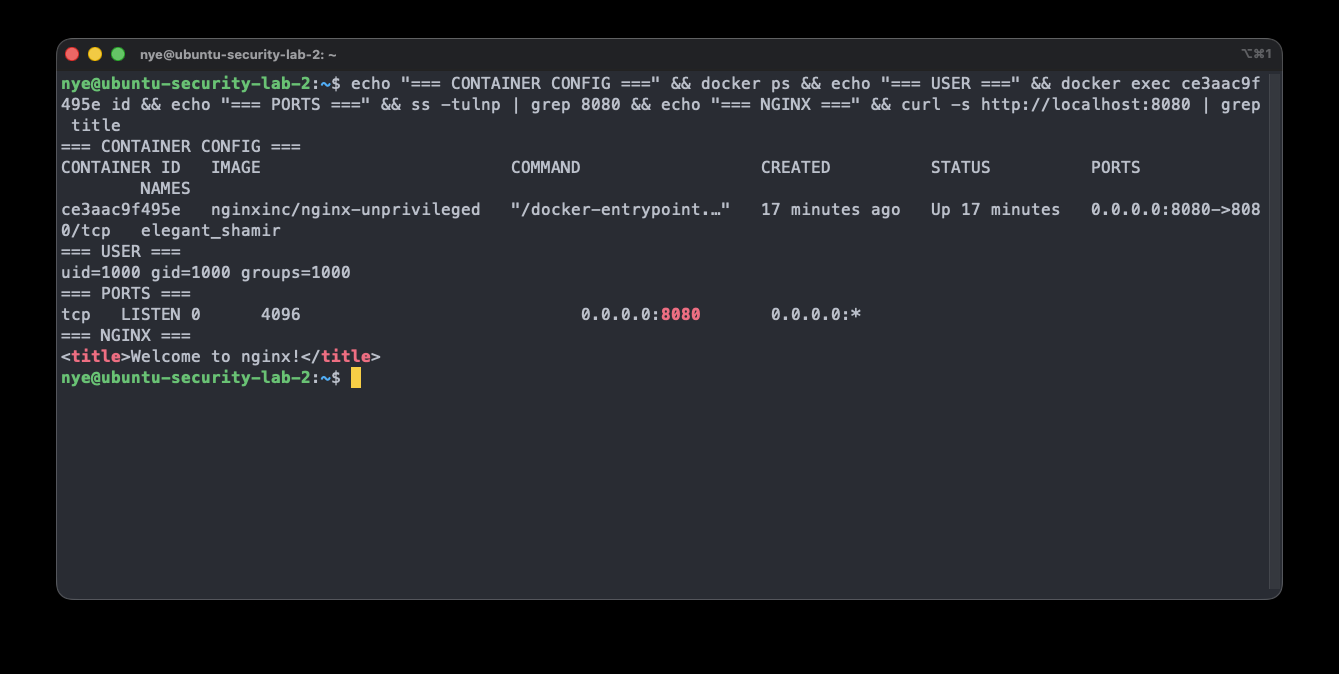 nye@ubuntu-security-lab-2: ~
⌥⌘1
nye@ubuntu-security-lab-2:~$ echo "=== CONTAINER CONFIG ===" && docker ps && echo "=== USER ===" && docker exec ce3aac9f
495e id && echo "=== PORTS ===" && ss -tulnp | grep 8080 && echo "=== NGINX ===" && curl -s http://localhost:8080 | grep
 title
=== CONTAINER CONFIG ===
CONTAINER ID   IMAGE                         COMMAND                  CREATED          STATUS          PORTS
        NAMES
ce3aac9f495e   nginxinc/nginx-unprivileged   "/docker-entrypoint.…"   17 minutes ago   Up 17 minutes   0.0.0.0:8080->808
0/tcp   elegant_shamir
=== USER ===
uid=1000 gid=1000 groups=1000
=== PORTS ===
tcp   LISTEN 0      4096                            0.0.0.0:8080       0.0.0.0:*
=== NGINX ===
<title>Welcome to nginx!</title>
nye@ubuntu-security-lab-2:~$